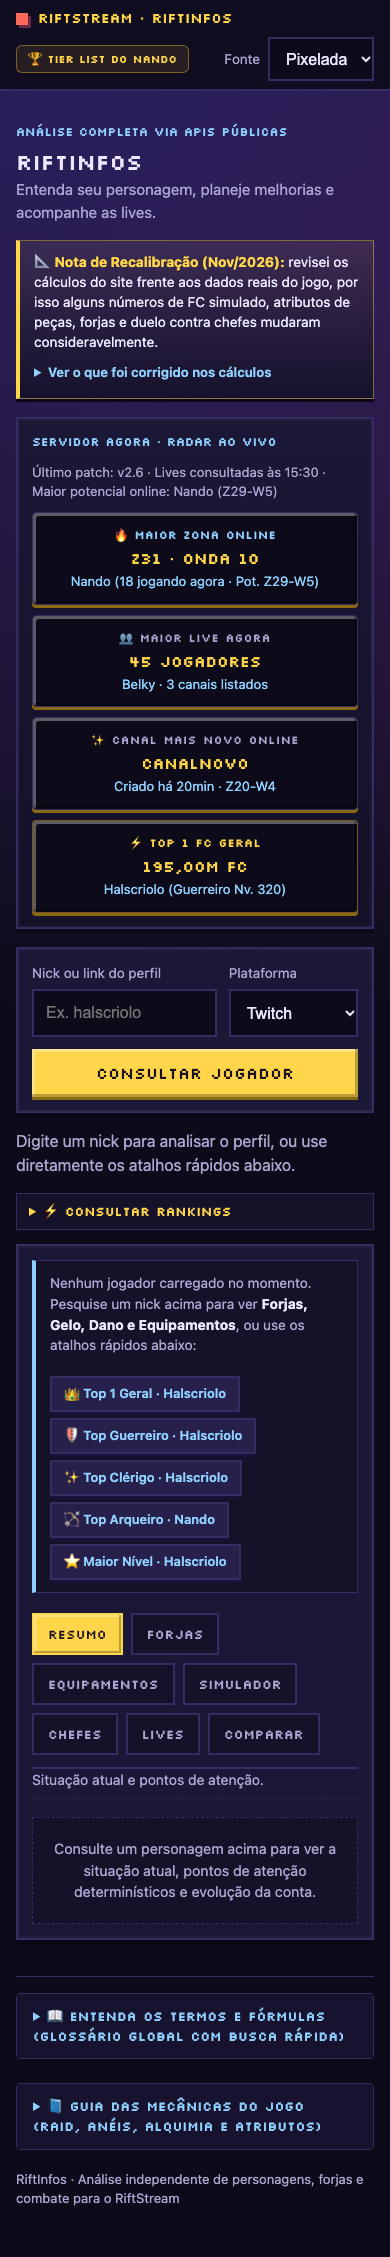 RIFTSTREAM · RIFTINFOS
🏆 TIER LIST DO NANDO
Fonte
Pixelada
ANÁLISE COMPLETA VIA APIS PÚBLICAS
RIFTINFOS
Entenda seu personagem, planeje melhorias e
acompanhe as lives.
📐 Nota de Recalibração (Nov/2026): revisei os
cálculos do site frente aos dados reais do jogo, por
isso alguns números de FC simulado, atributos de
peças, forjas e duelo contra chefes mudaram
consideravelmente.
▶ Ver o que foi corrigido nos cálculos
SERVIDOR AGORA · RADAR AO VIVO
Último patch: v2.6 · Lives consultadas às 15:30 ·
Maior potencial online: Nando (Z29-W5)
🔥 MAIOR ZONA ONLINE
Z31 · ONDA 10
Nando (18 jogando agora · Pot. Z29-W5)
👥 MAIOR LIVE AGORA
45 JOGADORES
Belky · 3 canais listados
✨ CANAL MAIS NOVO ONLINE
CANALNOVO
Criado há 20min · Z20-W4
⚡ TOP 1 FC GERAL
195,00M FC
Halscriolo (Guerreiro Nv. 320)
Nick ou link do perfil
Plataforma
Ex. halscriolo
Twitch
CONSULTAR JOGADOR
Digite um nick para analisar o perfil, ou use
diretamente os atalhos rápidos abaixo.
▶ ⚡ CONSULTAR RANKINGS
Nenhum jogador carregado no momento.
Pesquise um nick acima para ver Forjas,
Gelo, Dano e Equipamentos, ou use os
atalhos rápidos abaixo:
👑 Top 1 Geral · Halscriolo
🛡️ Top Guerreiro · Halscriolo
✨ Top Clérigo · Halscriolo
🏹 Top Arqueiro · Nando
⭐ Maior Nível · Halscriolo
RESUMO
FORJAS
EQUIPAMENTOS
SIMULADOR
CHEFES
LIVES
COMPARAR
Situação atual e pontos de atenção.
Consulte um personagem acima para ver a
situação atual, pontos de atenção
determinísticos e evolução da conta.
▶ 📖 ENTENDA OS TERMOS E FÓRMULAS
(GLOSSÁRIO GLOBAL COM BUSCA RÁPIDA)
▶ 📘 GUIA DAS MECÂNICAS DO JOGO
(RAID, ANÉIS, ALQUIMIA E ATRIBUTOS)
RiftInfos · Análise independente de personagens, forjas e
combate para o RiftStream